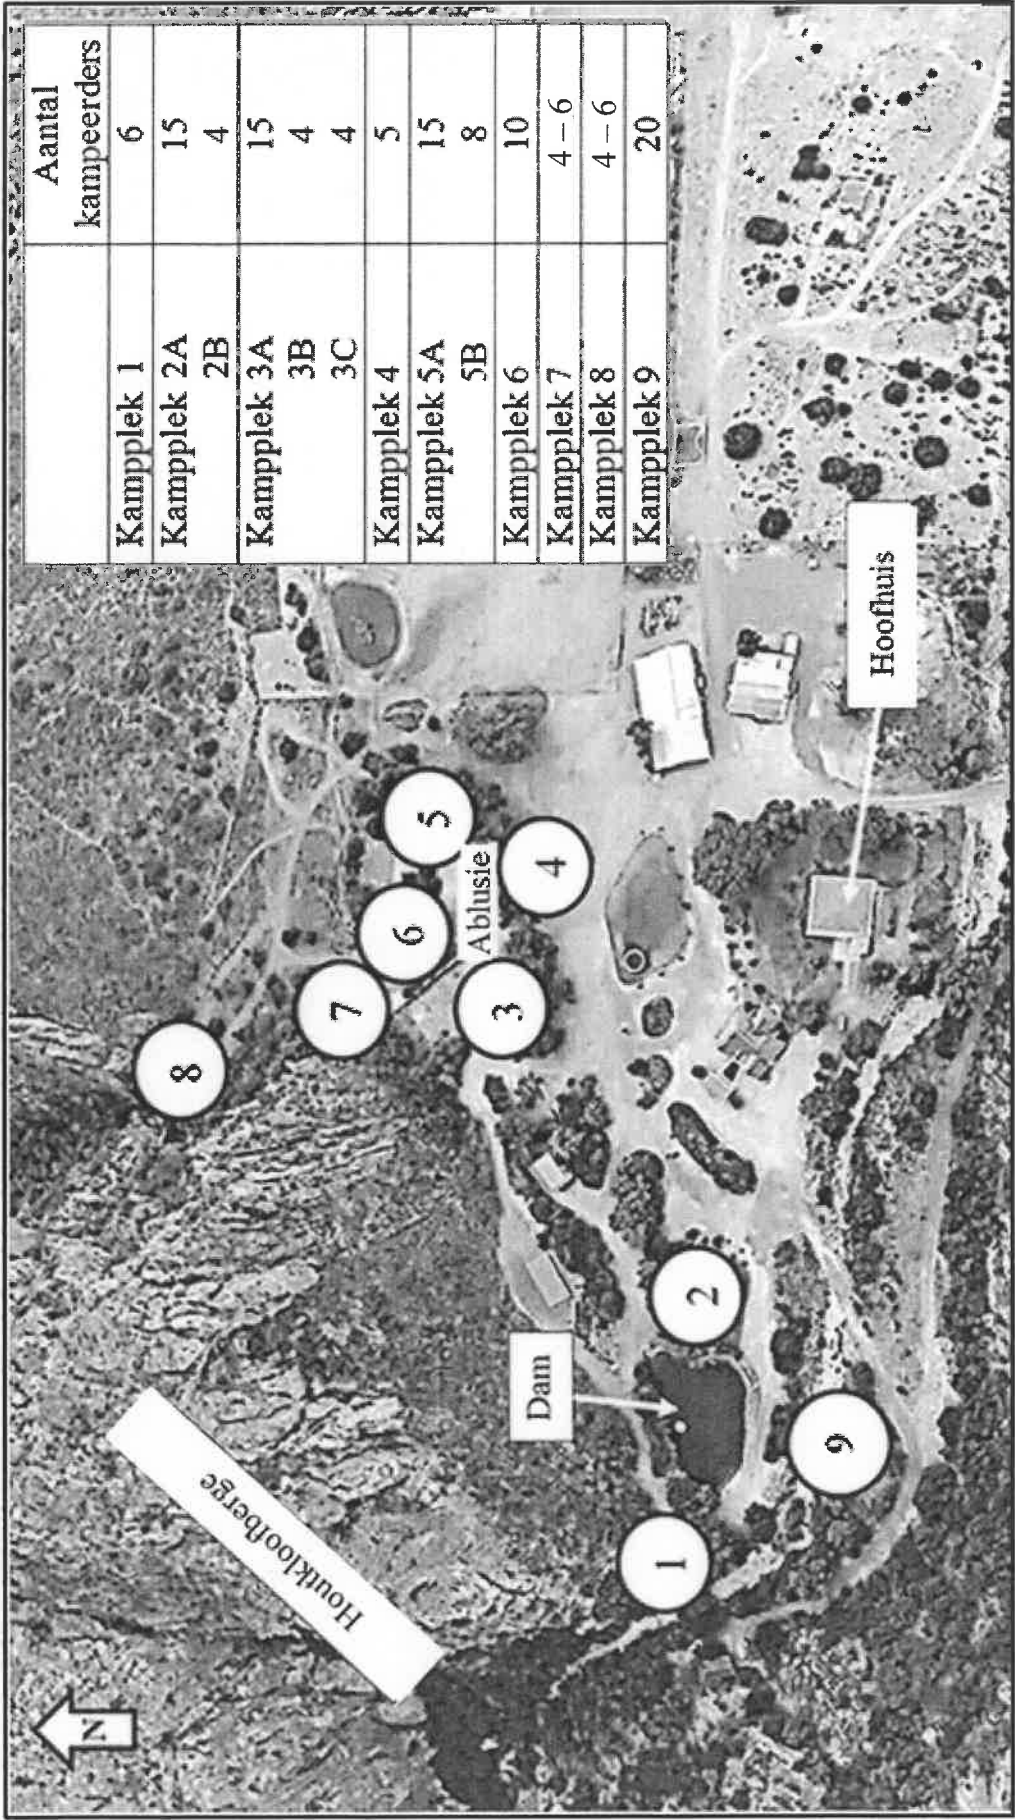 N
Houtkloofberge
Aantal kampeerders
Kampplek 1 6
Kampplek 2A 15
2B 4
Kampplek 3A 15
3B 4
3C 4
Kampplek 4 5
Kampplek 5A 15
5B 8
Kampplek 6 10
Kampplek 7 4 – 6
Kampplek 8 4 – 6
Kampplek 9 20
8
7
6
5
Ablusie
3
4
Dam
1
2
9
Hoofhuis